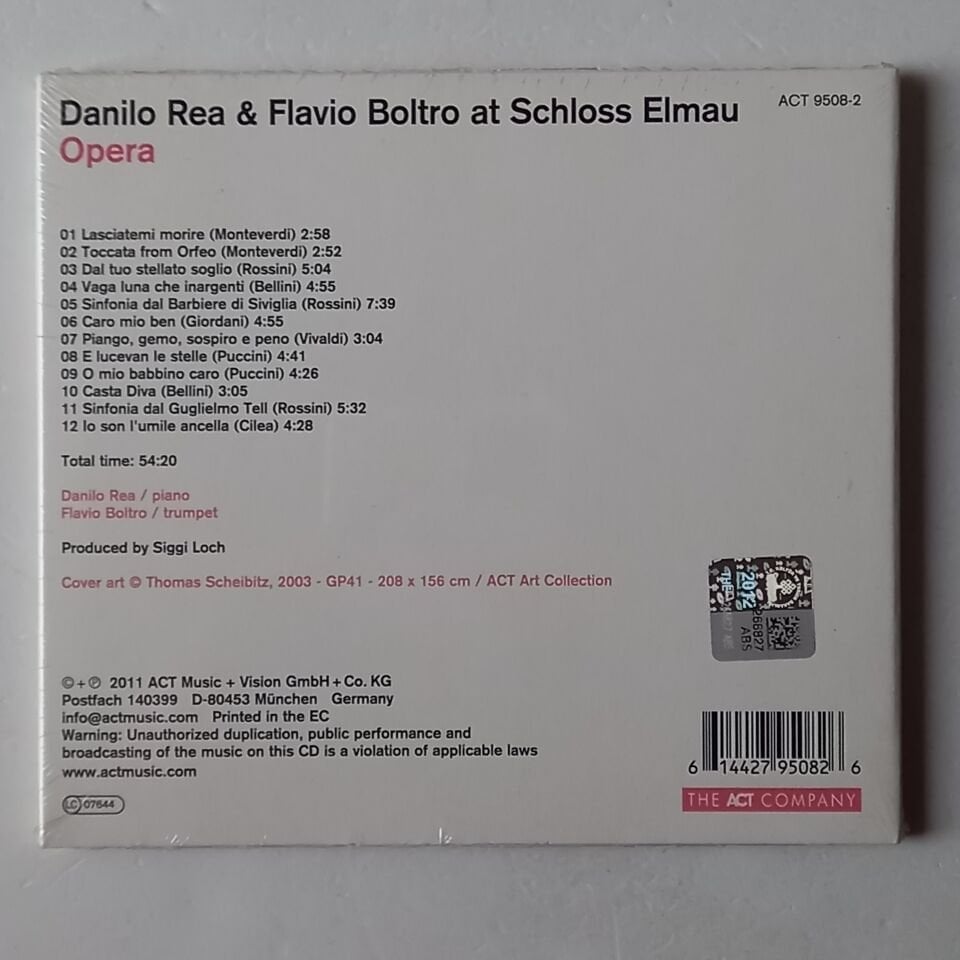 Danilo Rea & Flavio Boltro at Schloss Elmau
ACT 9508-2
Opera
01 Lasciatemi morire (Monteverdi) 2:58
02 Toccata from Orfeo (Monteverdi) 2:52
03 Dal tuo stellato soglio (Rossini) 5:04
04 Vaga luna che inargenti (Bellini) 4:55
05 Sinfonia dal Barbiere di Siviglia (Rossini) 7:39
06 Caro mio ben (Giordani) 4:55
07 Piango, gemo, sospiro e peno (Vivaldi) 3:04
08 E lucevan le stelle (Puccini) 4:41
09 O mio babbino caro (Puccini) 4:26
10 Casta Diva (Bellini) 3:05
11 Sinfonia dal Guglielmo Tell (Rossini) 5:32
12 Io son l'umile ancella (Cilea) 4:28
Total time: 54:20
Danilo Rea / piano
Flavio Boltro / trumpet
Produced by Siggi Loch
Cover art © Thomas Scheibitz, 2003 - GP41 - 208 x 156 cm / ACT Art Collection
2012
266827
ABS
©+℗ 2011 ACT Music + Vision GmbH + Co. KG
Postfach 140399 D-80453 München Germany
info@actmusic.com Printed in the EC
Warning: Unauthorized duplication, public performance and
broadcasting of the music on this CD is a violation of applicable laws
www.actmusic.com
LC 07644
6 14427 95082 6
THE ACT COMPANY